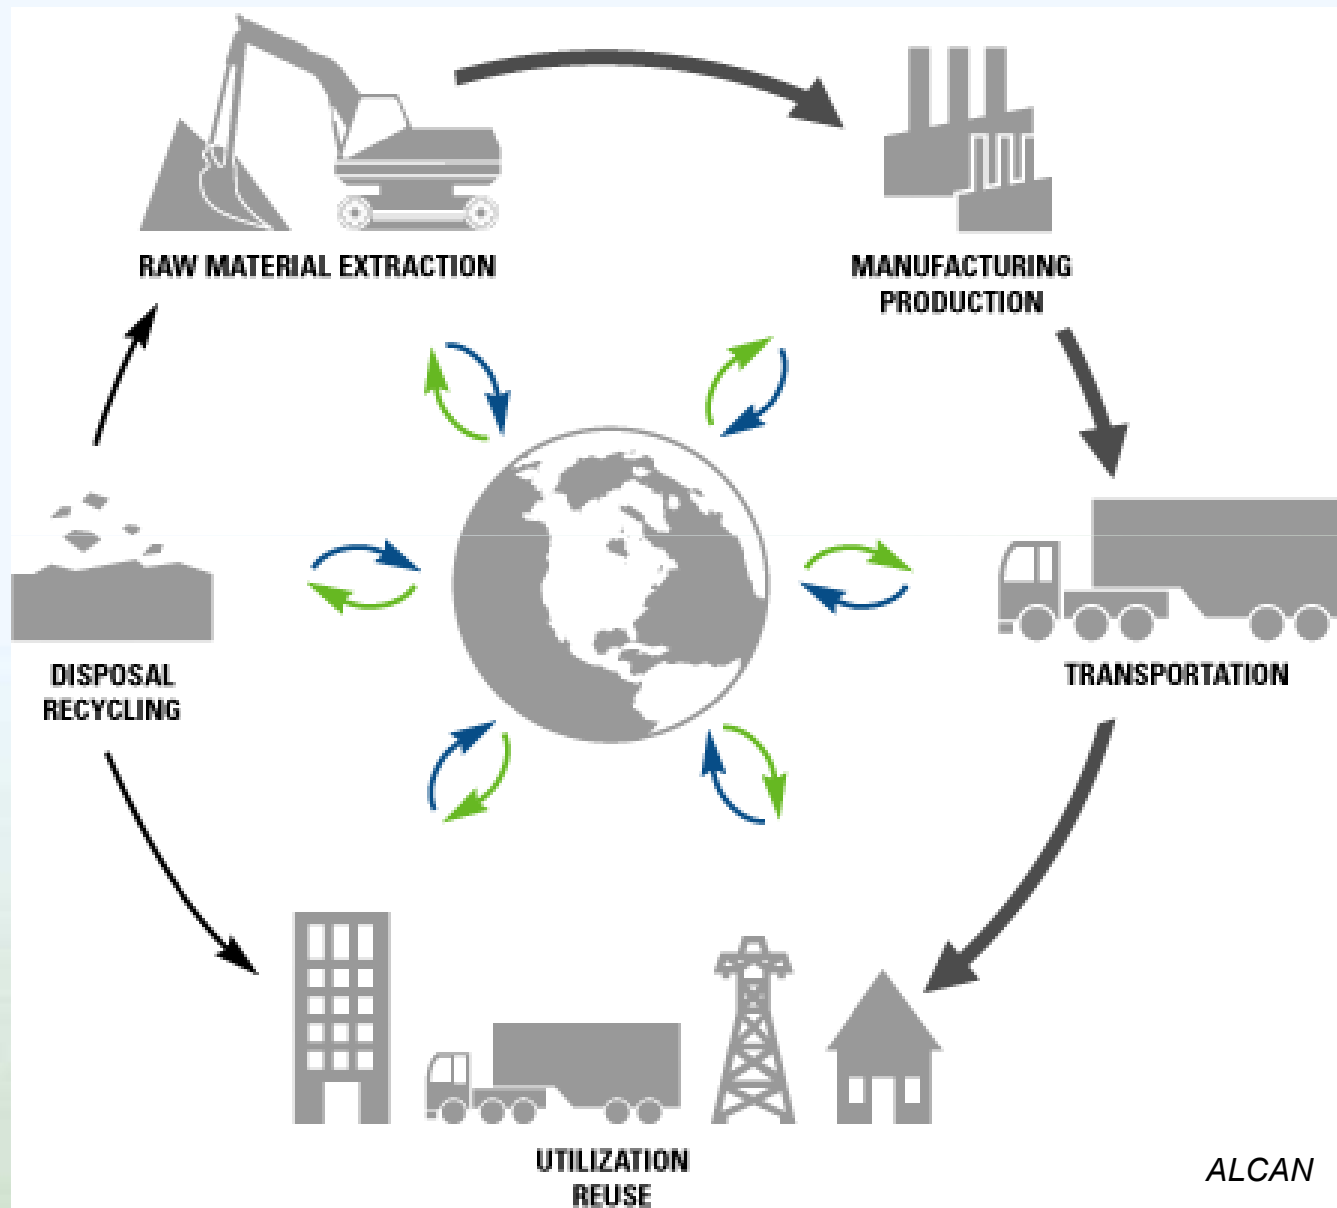 RAW MATERIAL EXTRACTION
MANUFACTURING
PRODUCTION
DISPOSAL
RECYCLING
TRANSPORTATION
UTILIZATION
REUSE
ALCAN